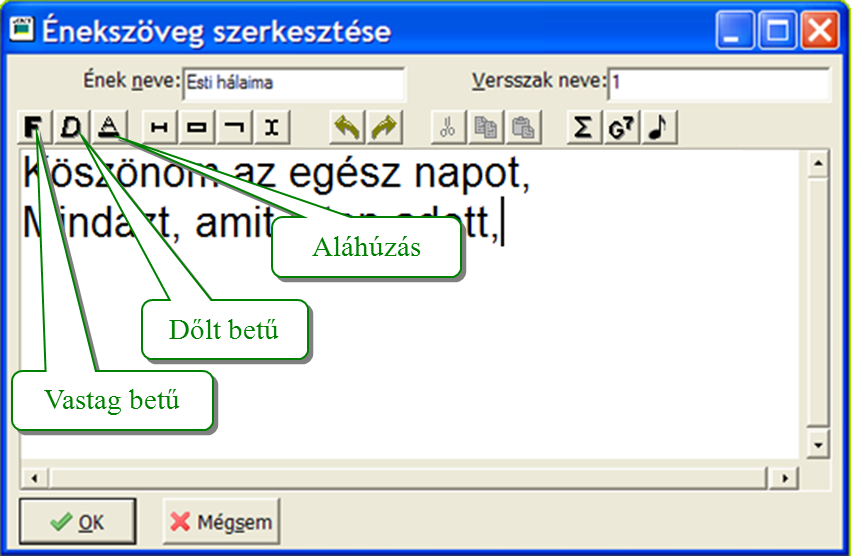 Énekszöveg szerkesztése
Ének neve: Esti hálaima
Versszak neve: 1
F D A Σ G7
Köszönöm az egész napot,
Mindazt, amit adott,
Aláhúzás
Dőlt betű
Vastag betű
OK Mégsem